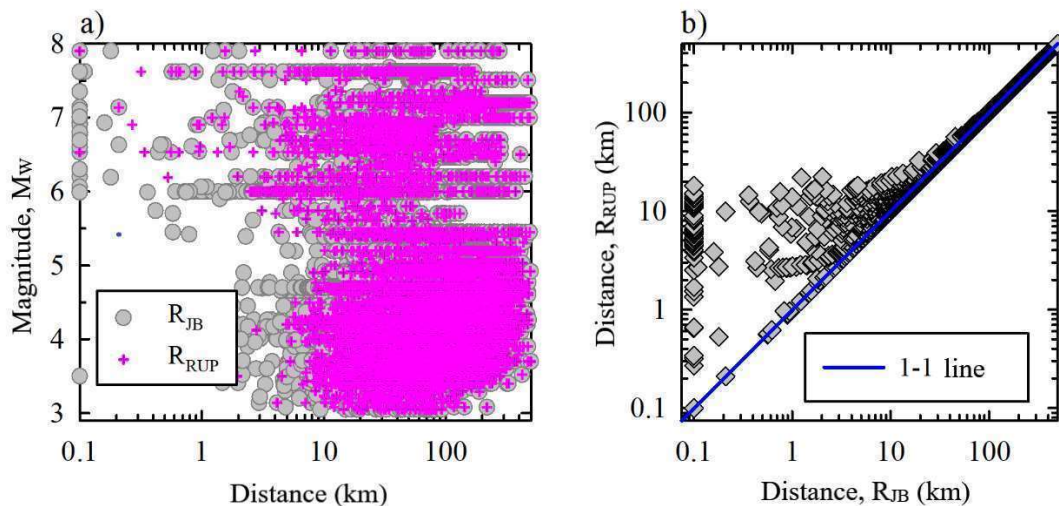 a)
8
7
6
5
4
3
Magnitude, MW
RJB
RRUP
0.1 1 10 100
Distance (km)
b)
100
10
1
0.1
Distance, RRUP (km)
1-1 line
0.1 1 10 100
Distance, RJB (km)